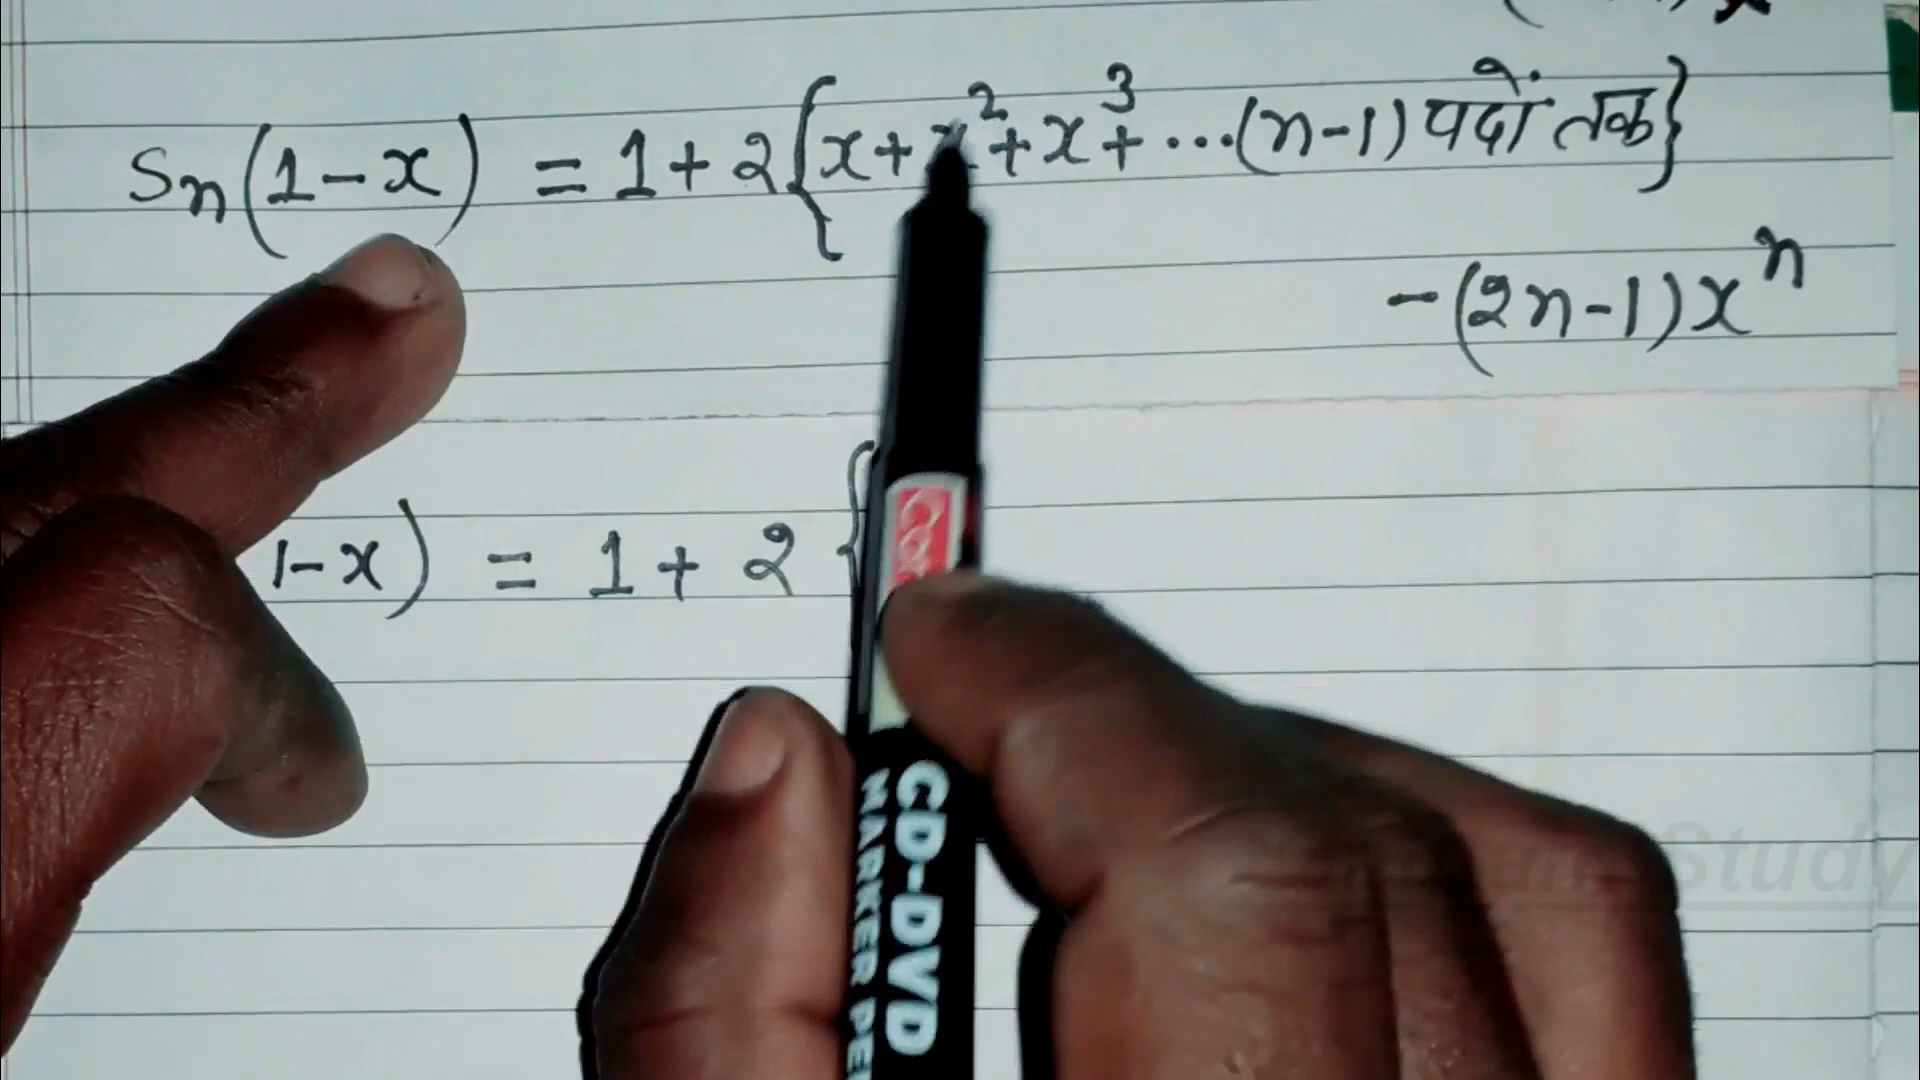 Sn(1-x) = 1+2{x+x²+x³+...(n-1) पदों तक}
-(2n-1)xⁿ
1-x) = 1+2{
CD-DVD
MARKER PE
Study